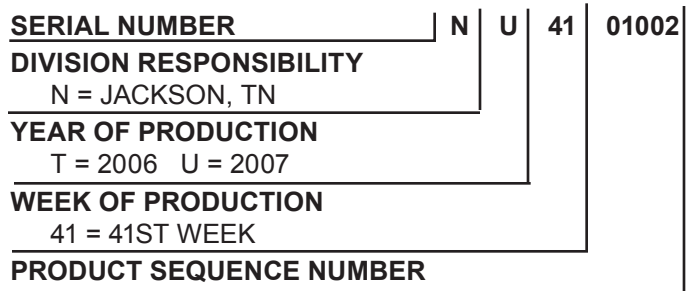 SERIAL NUMBER N U 41 01002
DIVISION RESPONSIBILITY
N = JACKSON, TN
YEAR OF PRODUCTION
T = 2006 U = 2007
WEEK OF PRODUCTION
41 = 41ST WEEK
PRODUCT SEQUENCE NUMBER